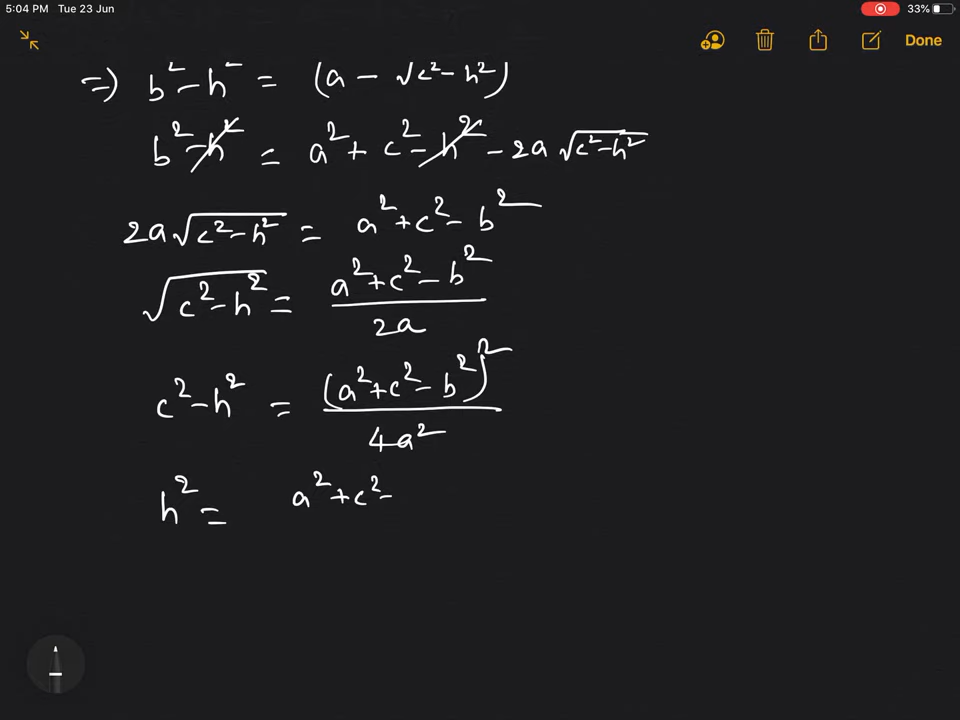 5:04 PM Tue 23 Jun 33%
Done
=) b² - h² = (a - √c² - h²)
b² - h² = a² + c² - h² - 2a √c² - h²
2a√c² - h² = a² + c² - b²
√c² - h² = a² + c² - b² / 2a
c² - h² = (a² + c² - b²)² / 4a²
h² = a² + c² -